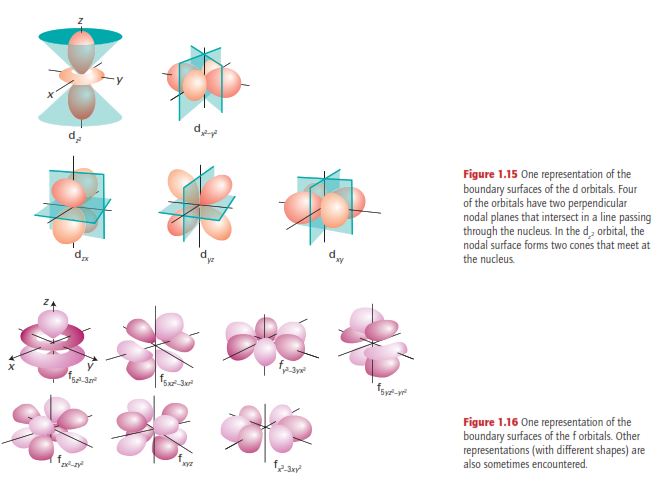 z
y
x
d_z²
d_x²–y²
d_zx
d_yz
d_xy
Figure 1.15 One representation of the
boundary surfaces of the d orbitals. Four
of the orbitals have two perpendicular
nodal planes that intersect in a line passing
through the nucleus. In the d_z² orbital, the
nodal surface forms two cones that meet at
the nucleus.
z
x
y
f_5z³–3zr²
f_5xz²–3xr²
f_y³–3yx²
f_5yz²–yr²
f_zx²–zy²
f_xyz
f_x³–3xy²
Figure 1.16 One representation of the
boundary surfaces of the f orbitals. Other
representations (with different shapes) are
also sometimes encountered.